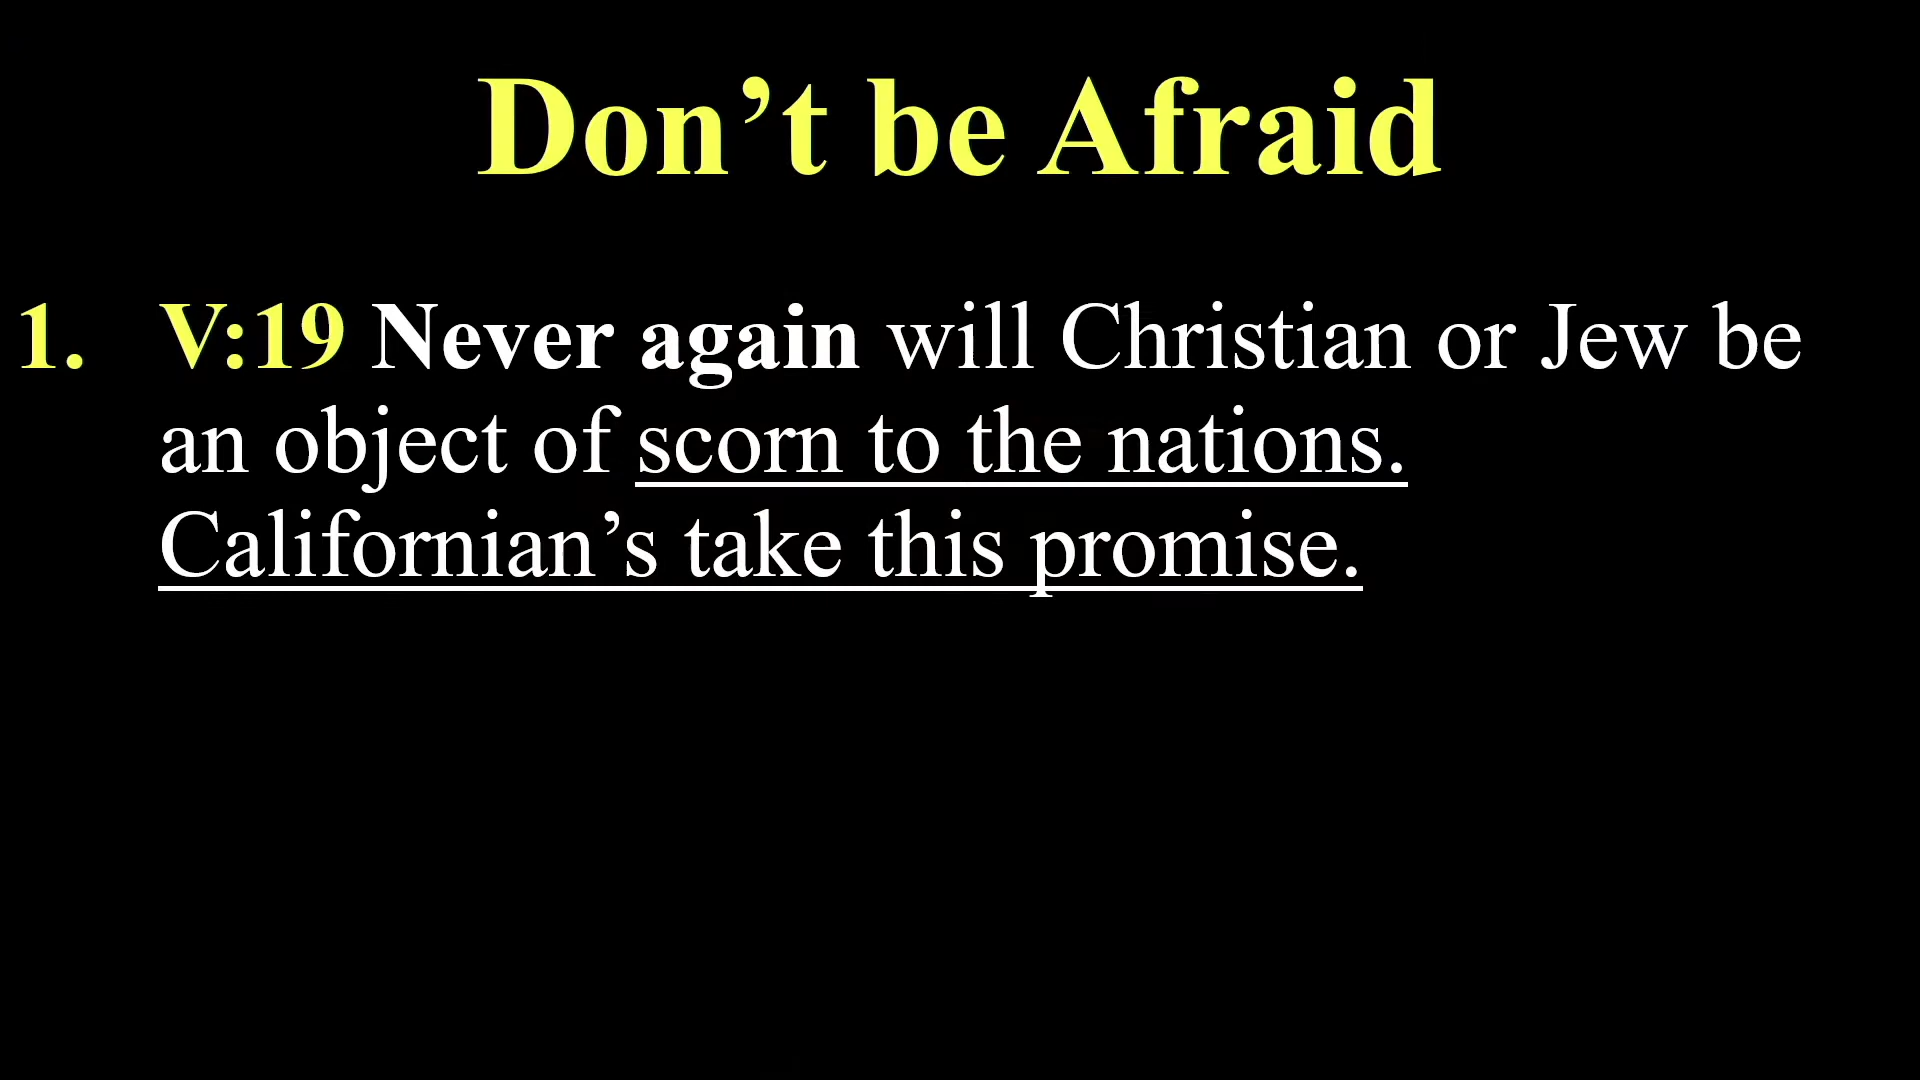 Don’t be Afraid
1. V:19 Never again will Christian or Jew be
an object of scorn to the nations.
Californian’s take this promise.